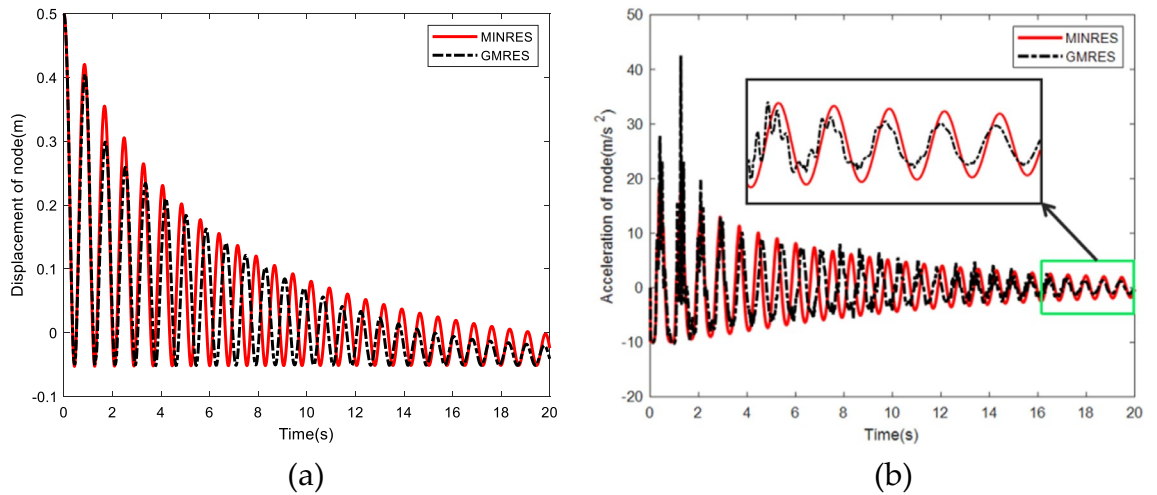 0.5
0.4
0.3
0.2
0.1
0
-0.1
Displacement of node(m)
0 2 4 6 8 10 12 14 16 18 20
Time(s)
MINRES
GMRES
(a)
50
40
30
20
10
0
-10
-20
Acceleration of node(m/s²)
0 2 4 6 8 10 12 14 16 18 20
Time(s)
MINRES
GMRES
(b)